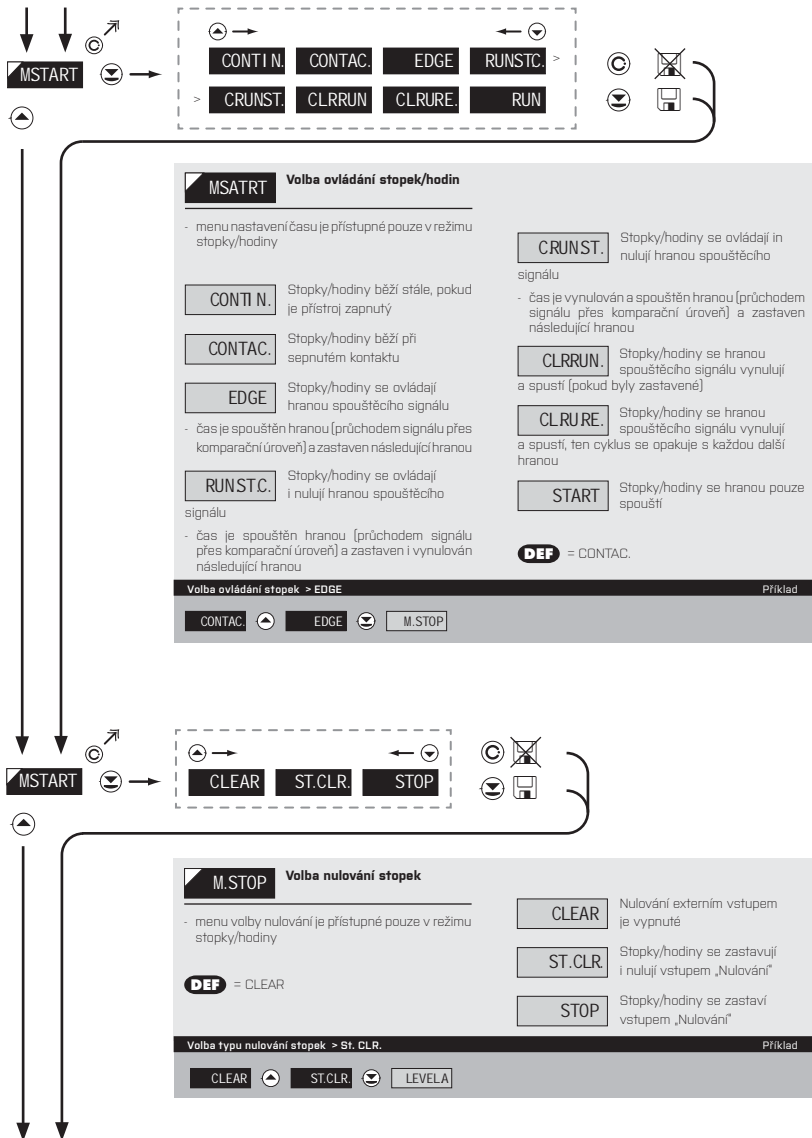 MSTART
CONTIN. CONTAC. EDGE RUNSTC. >
> CRUNST. CLRRUN CLRURE. RUN
MSATRT Volba ovládání stopek/hodin
- menu nastavení času je přístupné pouze v režimu
stopky/hodiny
CONTIN. Stopky/hodiny běží stále, pokud
je přístroj zapnutý
CONTAC. Stopky/hodiny běží při
sepnutém kontaktu
EDGE Stopky/hodiny se ovládají
hranou spouštěcího signálu
- čas je spouštěn hranou (průchodem signálu přes
komparační úroveň) a zastaven následující hranou
RUNSTC. Stopky/hodiny se ovládají
i nulují hranou spouštěcího
signálu
- čas je spouštěn hranou (průchodem signálu
přes komparační úroveň) a zastaven i vynulován
následující hranou
CRUNST. Stopky/hodiny se ovládají in
nulují hranou spouštěcího
signálu
- čas je vynulován a spouštěn hranou (průchodem
signálu přes komparační úroveň) a zastaven
následující hranou
CLRRUN. Stopky/hodiny se hranou
spouštěcího signálu vynulují
a spustí (pokud byly zastavené)
CLRURE. Stopky/hodiny se hranou
spouštěcího signálu vynulují
a spustí, ten cyklus se opakuje s každou další
hranou
START Stopky/hodiny se hranou pouze
spouští
DEF = CONTAC.
Volba ovládání stopek > EDGE Příklad
CONTAC. EDGE M.STOP
MSTART
CLEAR ST.CLR. STOP
M.STOP Volba nulování stopek
- menu volby nulování je přístupné pouze v režimu
stopky/hodiny
DEF = CLEAR
CLEAR Nulování externím vstupem
je vypnuté
ST.CLR. Stopky/hodiny se zastavují
i nulují vstupem „Nulování"
STOP Stopky/hodiny se zastaví
vstupem „Nulování"
Volba typu nulování stopek > St. CLR. Příklad
CLEAR ST.CLR. LEVELA